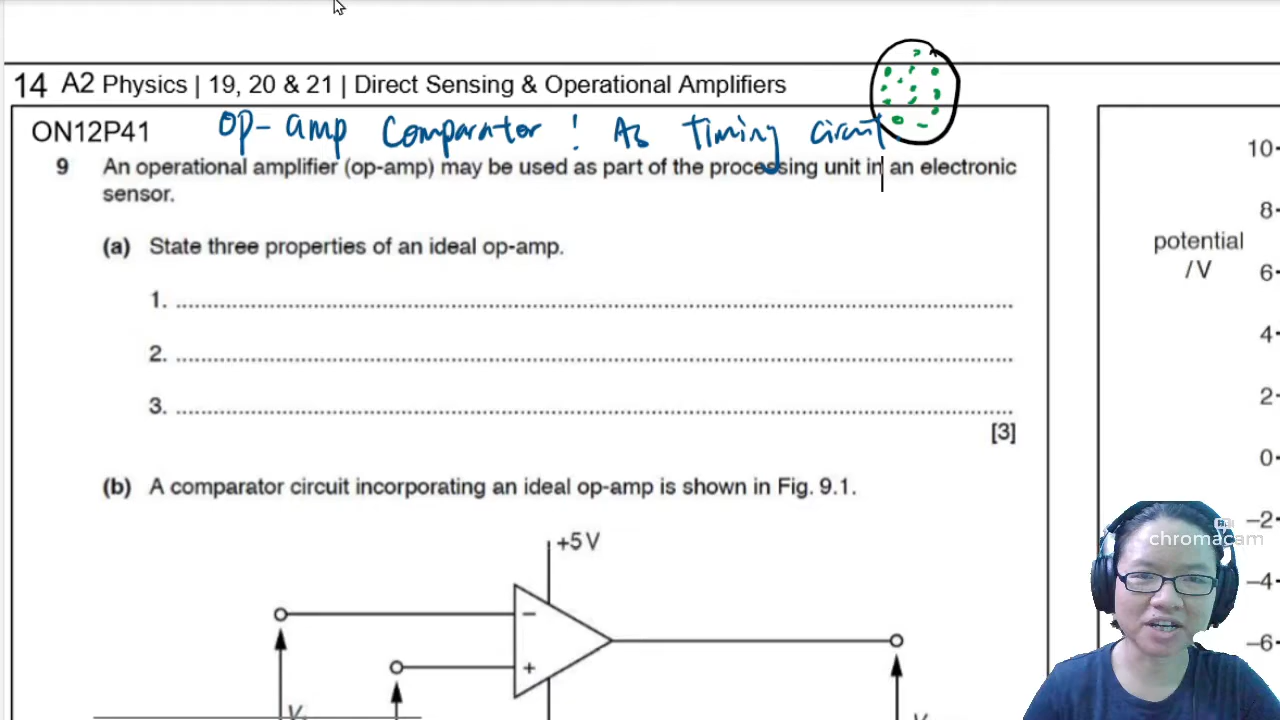 14 A2 Physics | 19, 20 & 21 | Direct Sensing & Operational Amplifiers
ON12P41
Op-amp Comparator ! As Timing Circuit.
9 An operational amplifier (op-amp) may be used as part of the processing unit in an electronic
sensor.
(a) State three properties of an ideal op-amp.
1.
2.
3.
[3]
(b) A comparator circuit incorporating an ideal op-amp is shown in Fig. 9.1.
+5V
−
+
10
8
potential
/V
6
4
2
0
−2
−4
−6
chromacam